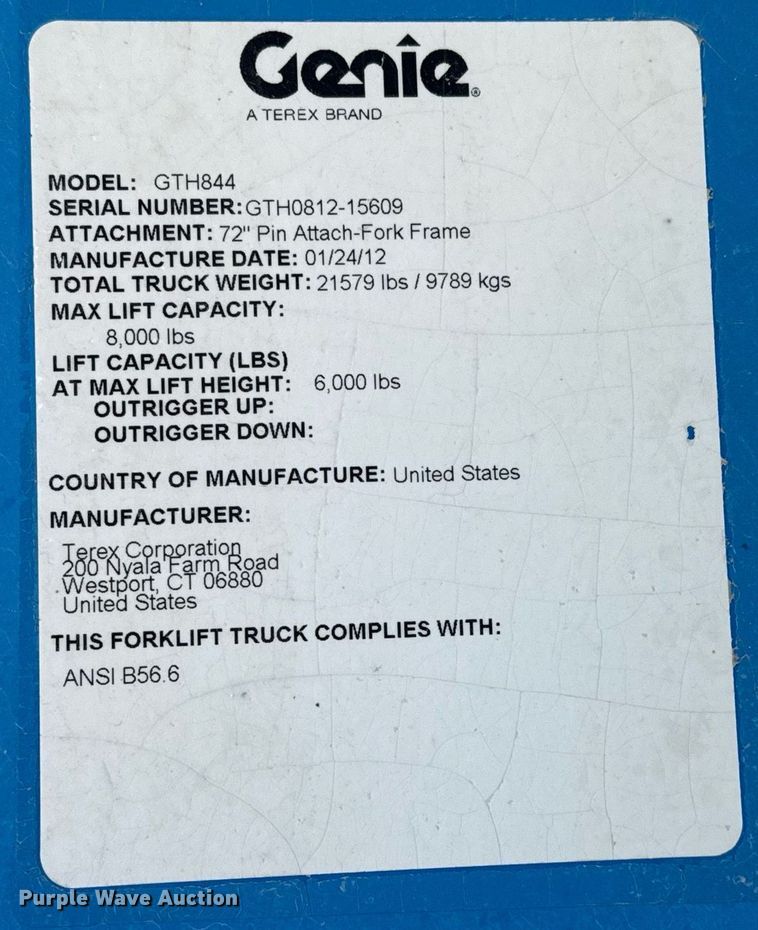 Genie®
A TEREX BRAND
MODEL: GTH844
SERIAL NUMBER: GTH0812-15609
ATTACHMENT: 72" Pin Attach-Fork Frame
MANUFACTURE DATE: 01/24/12
TOTAL TRUCK WEIGHT: 21579 lbs / 9789 kgs
MAX LIFT CAPACITY:
8,000 lbs
LIFT CAPACITY (LBS)
AT MAX LIFT HEIGHT: 6,000 lbs
OUTRIGGER UP:
OUTRIGGER DOWN:
COUNTRY OF MANUFACTURE: United States
MANUFACTURER:
Terex Corporation
200 Nyala Farm Road
Westport, CT 06880
United States
THIS FORKLIFT TRUCK COMPLIES WITH:
ANSI B56.6
Purple Wave Auction